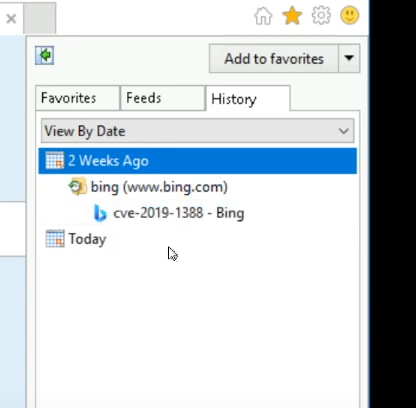 Add to favorites
Favorites Feeds History
View By Date
2 Weeks Ago
bing (www.bing.com)
cve-2019-1388 - Bing
Today